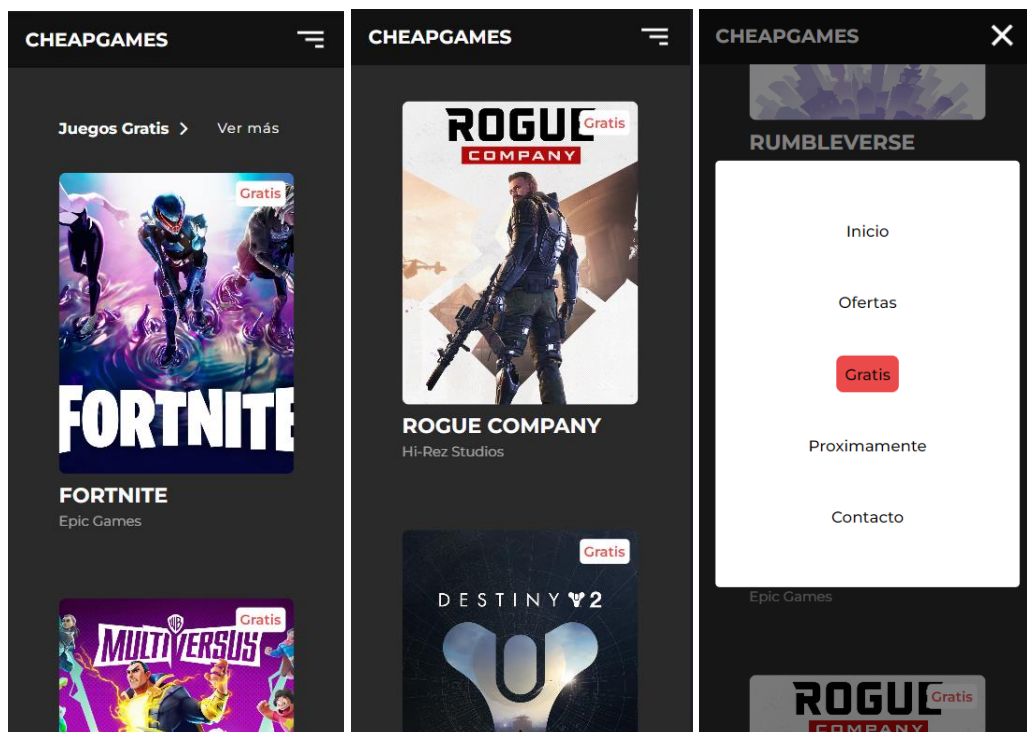 CHEAPGAMES
Juegos Gratis > Ver más
Gratis
FORTNITE
FORTNITE
Epic Games
Gratis
WB
MULTIVERSUS
CHEAPGAMES
ROGUE
Gratis
COMPANY
ROGUE COMPANY
Hi-Rez Studios
Gratis
DESTINY 2
CHEAPGAMES
RUMBLEVERSE
Inicio
Ofertas
Gratis
Proximamente
Contacto
Epic Games
ROGUE
Gratis
COMPANY